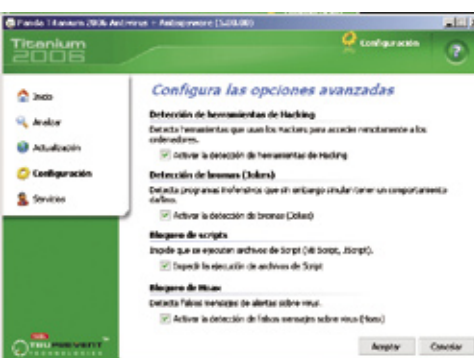 Panda Titanium 2006 Antivirus + Antispyware (5.00.00)
Titanium
2006
Configuración
?
Inicio
Analizar
Actualización
Configuración
Servicios
Configura las opciones avanzadas
Detección de herramientas de Hacking
Detecta herramientas que usan los Hackers para acceder remotamente a los
ordenadores.
Activar la detección de herramientas de Hacking
Detección de bromas (Jokes)
Detecta programas inofensivos que sin embargo simulan tener un comportamiento
dañino.
Activar la detección de bromas (Jokes)
Bloqueo de scripts
Impide que se ejecuten archivos de Script (VB Script, JScript).
Impedir la ejecución de archivos de Script
Bloqueo de Hoax
Detecta falsos mensajes de alertas sobre virus.
Activar la detección de falsos mensajes sobre virus (Hoax)
TRUPREVENT
TECHNOLOGIES
Aceptar
Cancelar